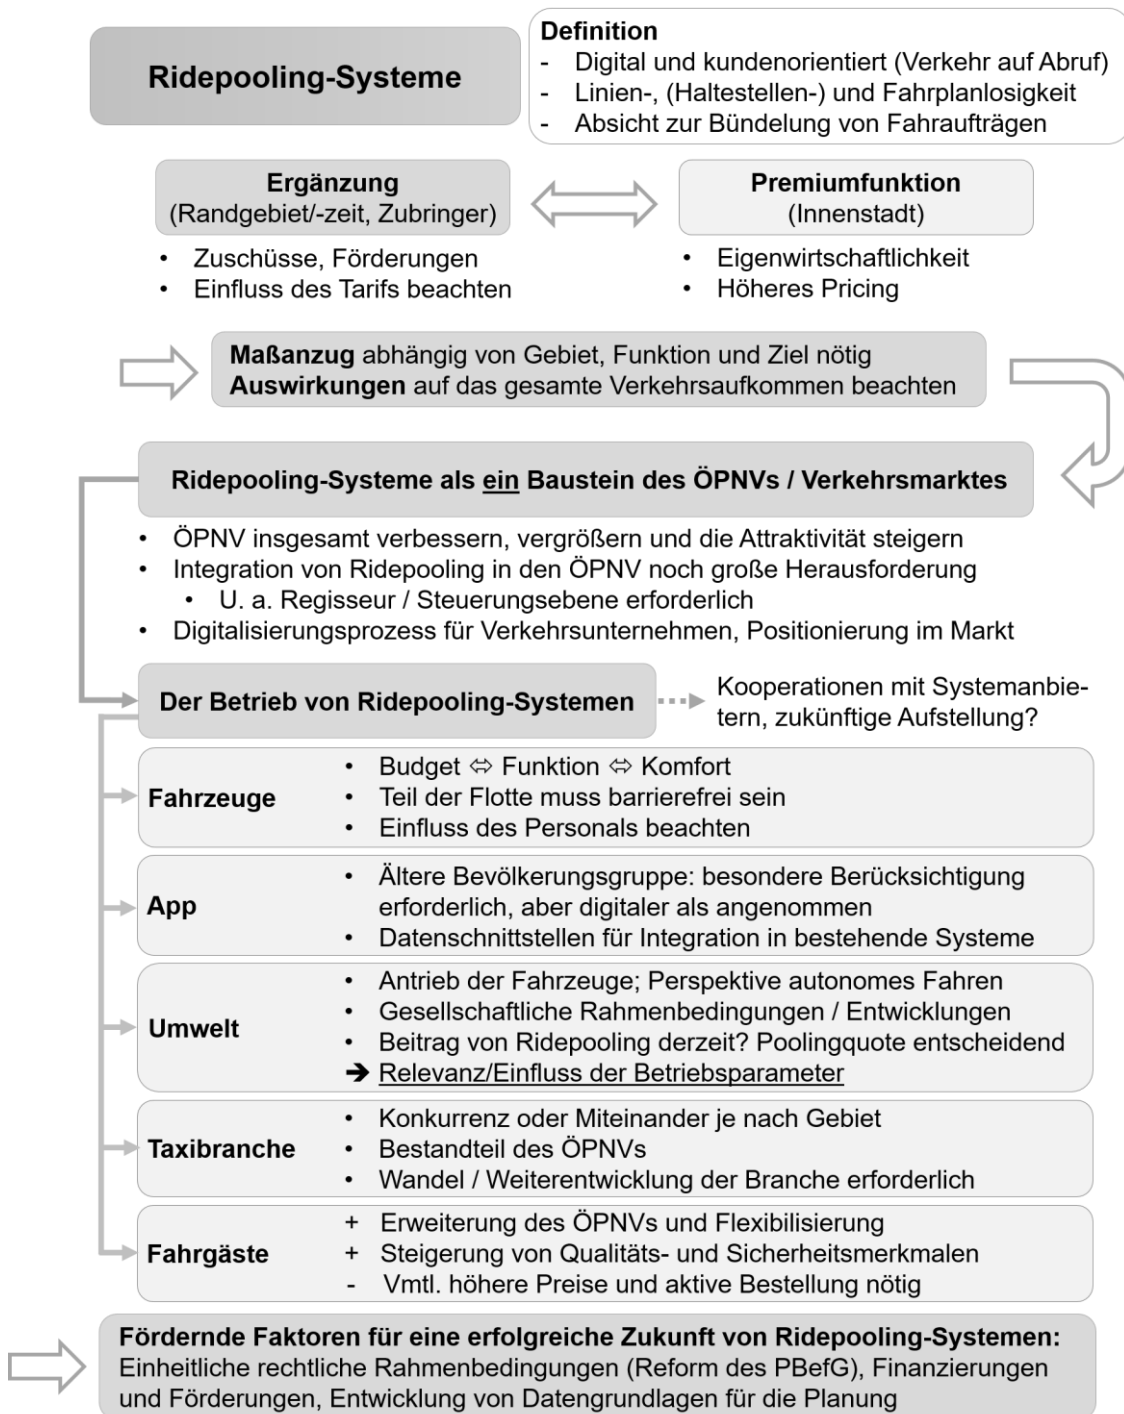 Ridepooling-Systeme
Definition
- Digital und kundenorientiert (Verkehr auf Abruf)
- Linien-, (Haltestellen-) und Fahrplanlosigkeit
- Absicht zur Bündelung von Fahraufträgen
Ergänzung
(Randgebiet/-zeit, Zubringer)
• Zuschüsse, Förderungen
• Einfluss des Tarifs beachten
Premiumfunktion
(Innenstadt)
• Eigenwirtschaftlichkeit
• Höheres Pricing
Maßanzug abhängig von Gebiet, Funktion und Ziel nötig
Auswirkungen auf das gesamte Verkehrsaufkommen beachten
Ridepooling-Systeme als ein Baustein des ÖPNVs / Verkehrsmarktes
• ÖPNV insgesamt verbessern, vergrößern und die Attraktivität steigern
• Integration von Ridepooling in den ÖPNV noch große Herausforderung
• U. a. Regisseur / Steuerungsebene erforderlich
• Digitalisierungsprozess für Verkehrsunternehmen, Positionierung im Markt
Der Betrieb von Ridepooling-Systemen
Kooperationen mit Systemanbie-
tern, zukünftige Aufstellung?
Fahrzeuge
• Budget ⇔ Funktion ⇔ Komfort
• Teil der Flotte muss barrierefrei sein
• Einfluss des Personals beachten
App
• Ältere Bevölkerungsgruppe: besondere Berücksichtigung
erforderlich, aber digitaler als angenommen
• Datenschnittstellen für Integration in bestehende Systeme
Umwelt
• Antrieb der Fahrzeuge; Perspektive autonomes Fahren
• Gesellschaftliche Rahmenbedingungen / Entwicklungen
• Beitrag von Ridepooling derzeit? Poolingquote entscheidend
➔ Relevanz/Einfluss der Betriebsparameter
Taxibranche
• Konkurrenz oder Miteinander je nach Gebiet
• Bestandteil des ÖPNVs
• Wandel / Weiterentwicklung der Branche erforderlich
Fahrgäste
+ Erweiterung des ÖPNVs und Flexibilisierung
+ Steigerung von Qualitäts- und Sicherheitsmerkmalen
- Vmtl. höhere Preise und aktive Bestellung nötig
Fördernde Faktoren für eine erfolgreiche Zukunft von Ridepooling-Systemen:
Einheitliche rechtliche Rahmenbedingungen (Reform des PBefG), Finanzierungen
und Förderungen, Entwicklung von Datengrundlagen für die Planung